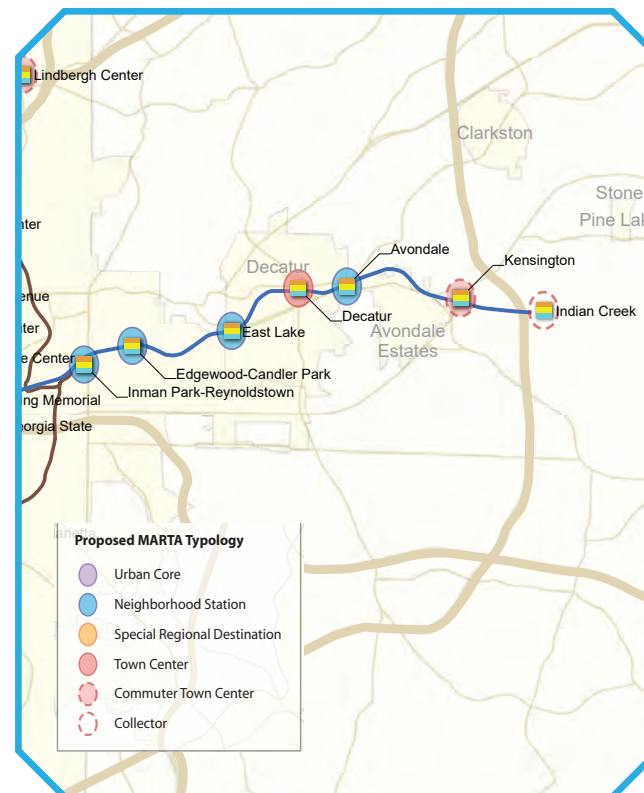 Lindbergh Center
Clarkston
Stone
Pine Lak
nter
Avondale
Kensington
Decatur
enue
Decatur
Indian Creek
nter
East Lake
Avondale
Estates
e Center
Edgewood-Candler Park
Inman Park-Reynoldstown
ng Memorial
eorgia State
Proposed MARTA Typology
Urban Core
Neighborhood Station
Special Regional Destination
Town Center
Commuter Town Center
Collector